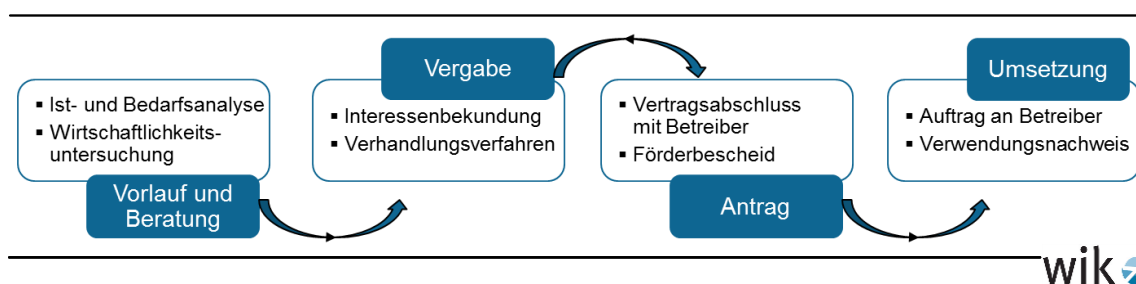 ▪ Ist- und Bedarfsanalyse
▪ Wirtschaftlichkeits-
untersuchung
Vorlauf und
Beratung
Vergabe
▪ Interessenbekundung
▪ Verhandlungsverfahren
▪ Vertragsabschluss
mit Betreiber
▪ Förderbescheid
Antrag
Umsetzung
▪ Auftrag an Betreiber
▪ Verwendungsnachweis
wik